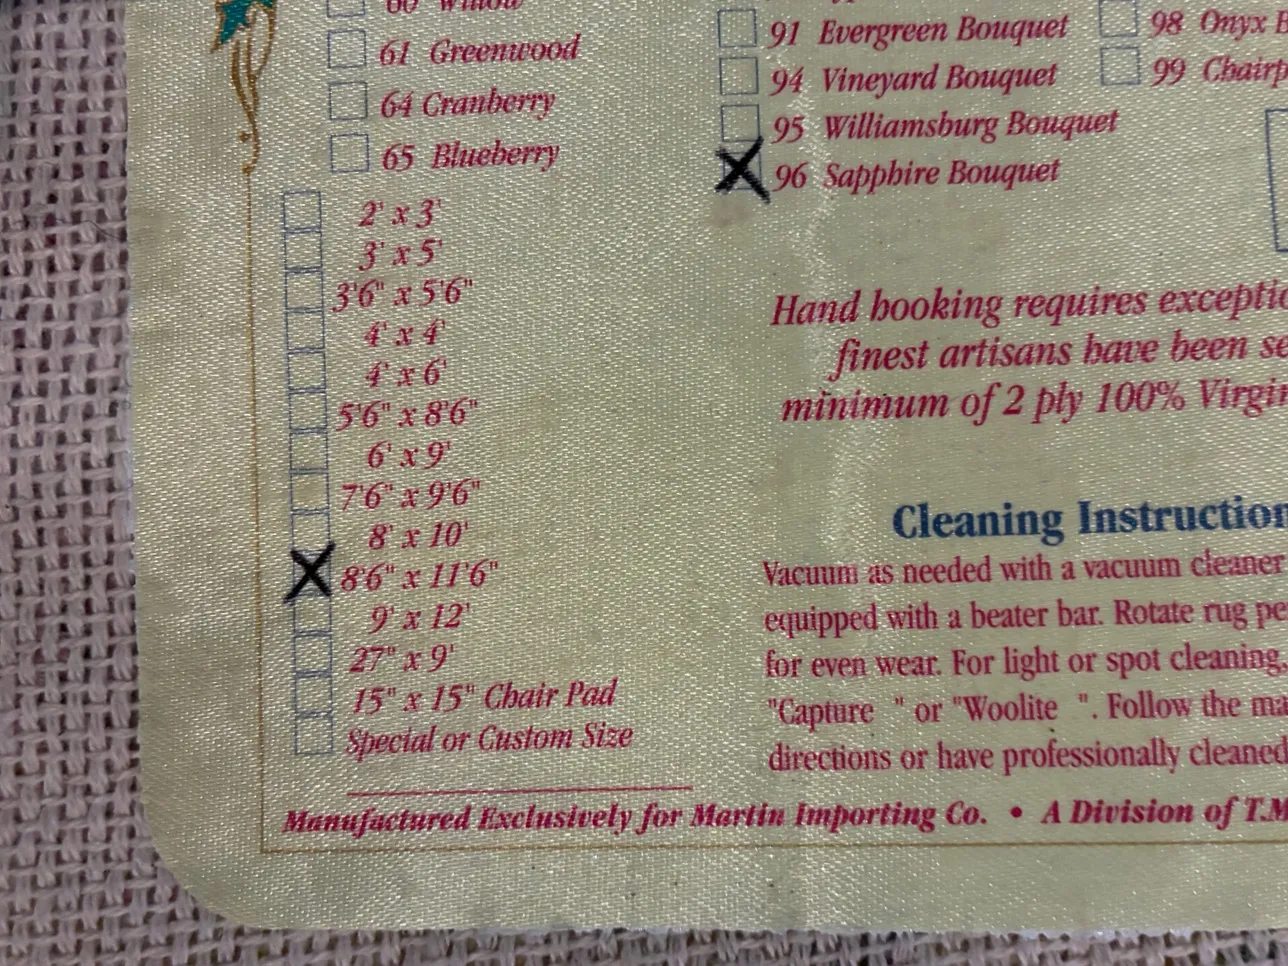 60 Willow
61 Greenwood
64 Cranberry
65 Blueberry
91 Evergreen Bouquet
94 Vineyard Bouquet
95 Williamsburg Bouquet
X 96 Sapphire Bouquet
98 Onyx
99
2' x 3'
3' x 5'
3'6" x 5'6"
4' x 4'
4' x 6'
5'6" x 8'6"
6' x 9'
7'6" x 9'6"
8' x 10'
X 8'6" x 11'6"
9' x 12'
27" x 9'
15" x 15" Chair Pad
Special or Custom Size
Hand hooking requires
finest artisans have been
minimum of 2 ply 100%
Cleaning
Vacuum as needed with a vacuum cleaner
equipped with a beater bar. Rotate rug
for even wear. For light or spot cleaning,
"Capture " or "Woolite ". Follow the
directions or have professionally cleaned
Manufactured Exclusively for Martin Importing Co. • A Division of